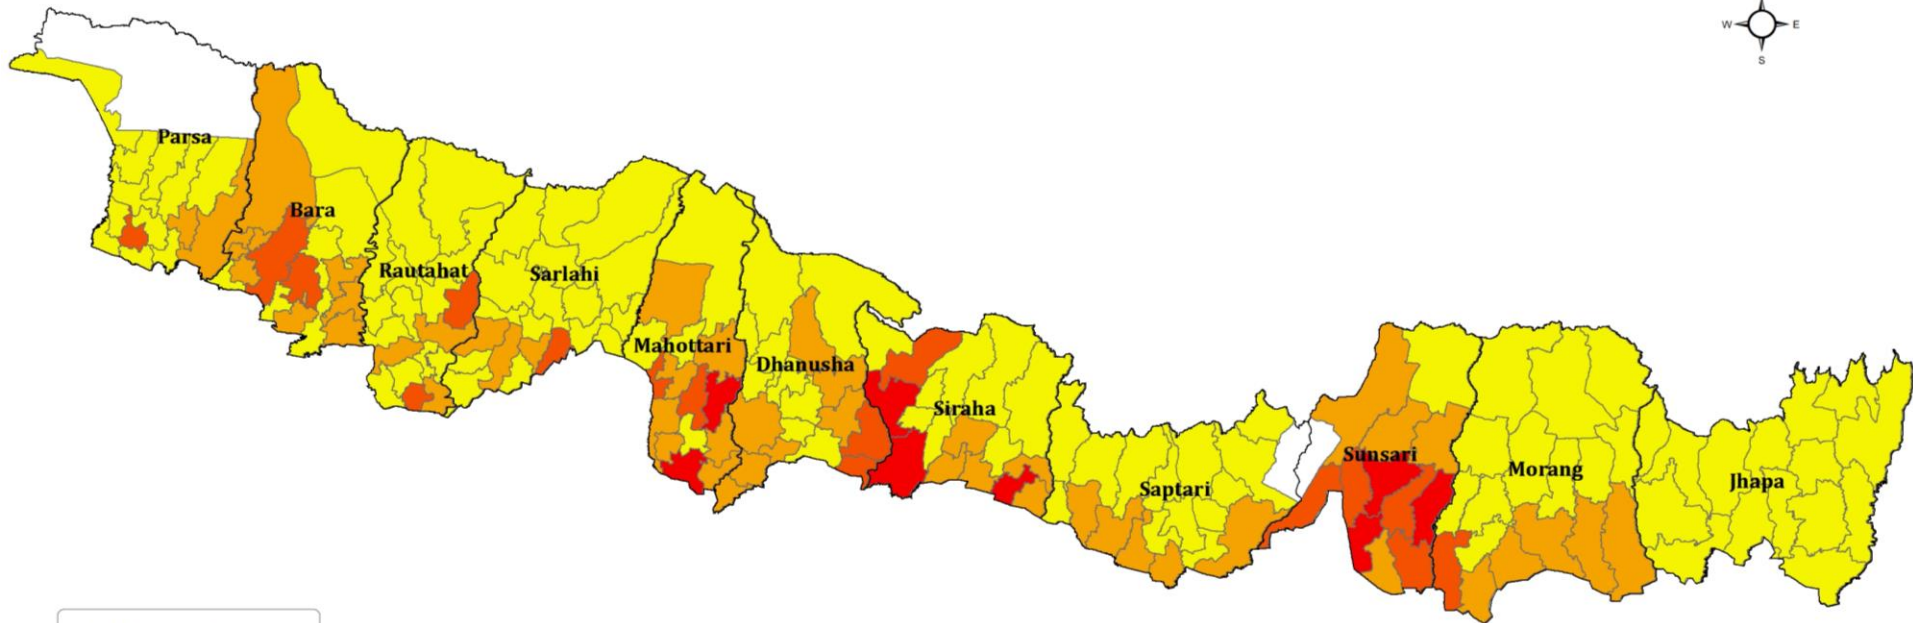 W E
S
Parsa
Bara
Rautahat
Sarlahi
Mahottari
Dhanusha
Siraha
Saptari
Sunsari
Morang
Jhapa